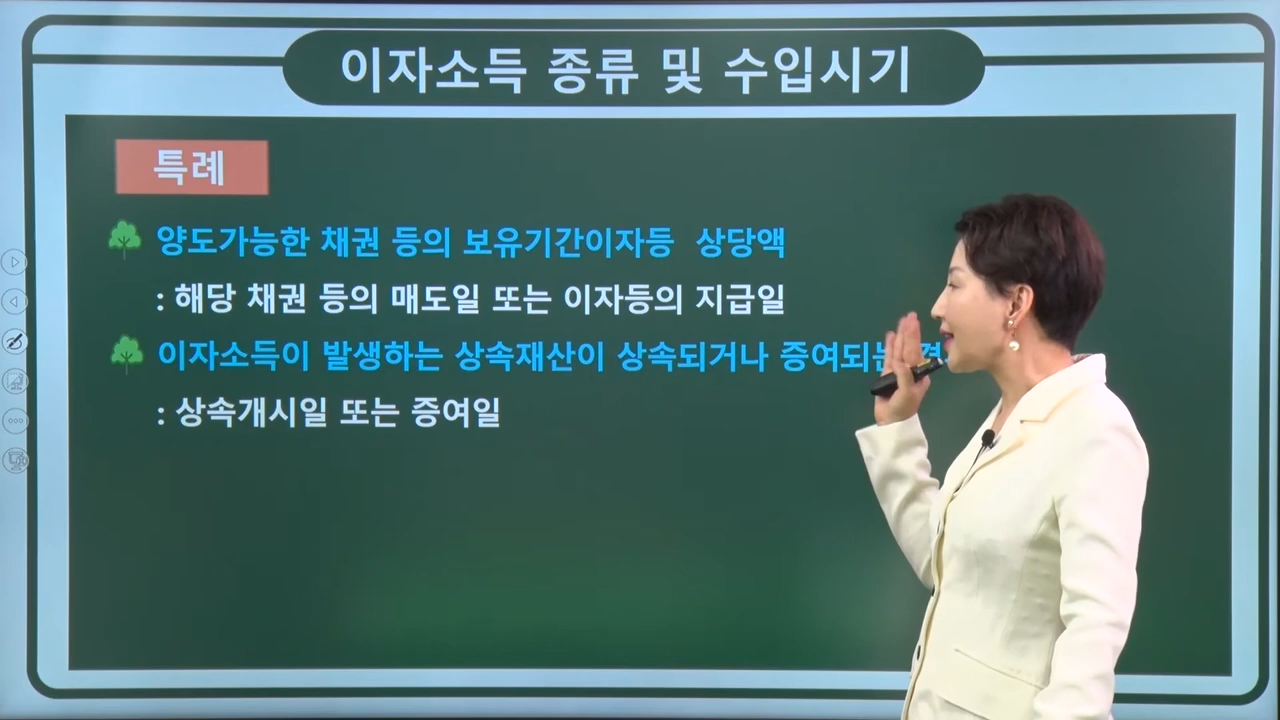 이자소득 종류 및 수입시기
특례
양도가능한 채권 등의 보유기간이자등 상당액
: 해당 채권 등의 매도일 또는 이자등의 지급일
이자소득이 발생하는 상속재산이 상속되거나 증여되는
: 상속개시일 또는 증여일